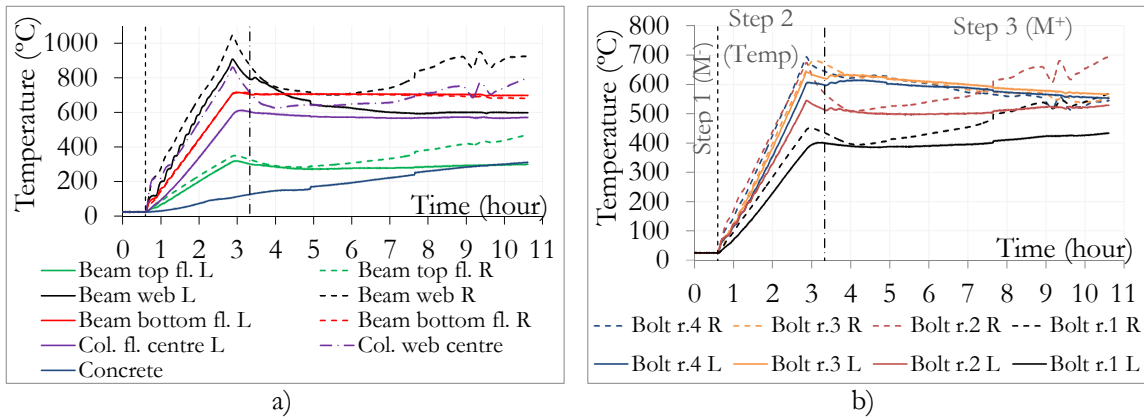 a)
Temperature (ºC)
1000
800
600
400
200
0
Time (hour)
0 1 2 3 4 5 6 7 8 9 10 11
Beam top fl. L
Beam top fl. R
Beam web L
Beam web R
Beam bottom fl. L
Beam bottom fl. R
Col. fl. centre L
Col. web centre
Concrete
a)
b)
Temperature (ºC)
800
700
600
500
400
300
200
100
0
Step 1 (M-)
Step 2
(Temp)
Step 3 (M+)
Time (hour)
0 1 2 3 4 5 6 7 8 9 10 11
Bolt r.4 R
Bolt r.3 R
Bolt r.2 R
Bolt r.1 R
Bolt r.4 L
Bolt r.3 L
Bolt r.2 L
Bolt r.1 L
b)